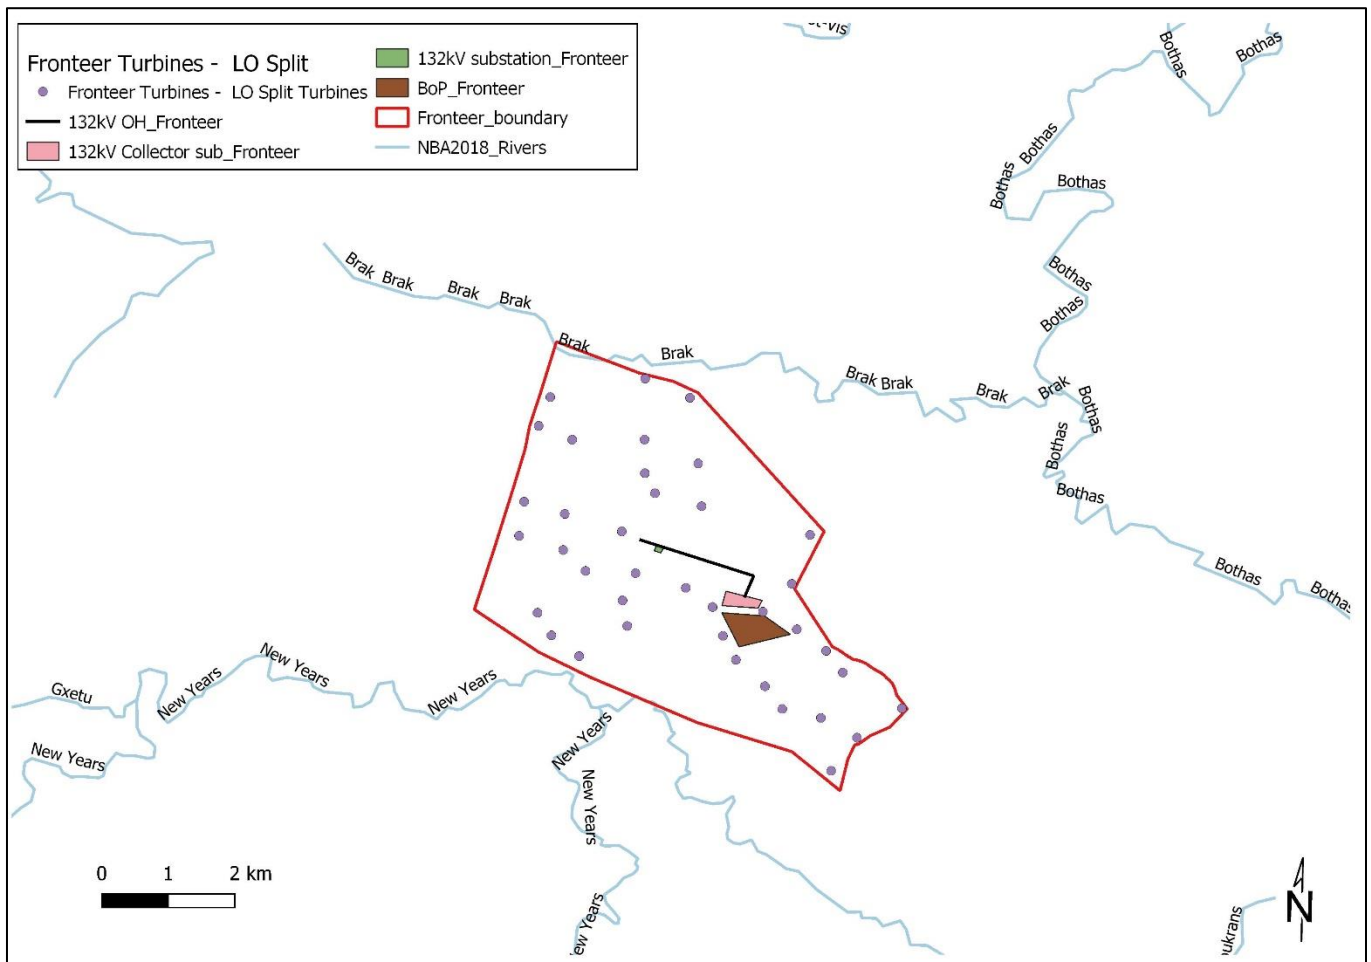 Fronteer Turbines - LO Split
Fronteer Turbines - LO Split Turbines
132kV OH_Fronteer
132kV Collector sub_Fronteer
132kV substation_Fronteer
BoP_Fronteer
Fronteer_boundary
NBA2018_Rivers
Bothas
Bothas
Bothas
Bothas
Bothas
Bothas
Bothas
Brak
Brak
Brak
Brak
Brak
Brak
Brak
Brak
Brak
Brak
Bothas
Bothas
Bothas
Bothas
Bothas
New Years
New Years
New Years
Gxetu
New Years
New Years
New Years
New Years
0 1 2 km
N